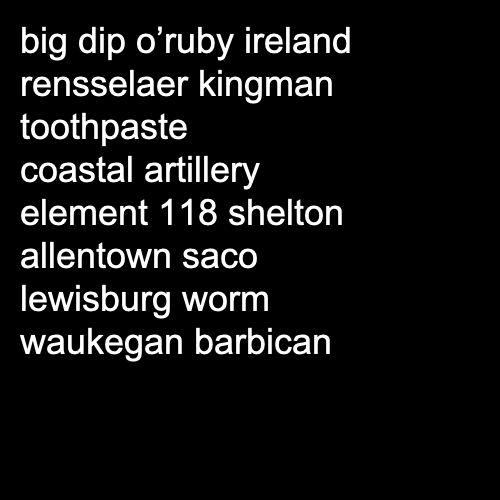 big dip o’ruby ireland
rensselaer kingman
toothpaste
coastal artillery
element 118 shelton
allentown saco
lewisburg worm
waukegan barbican